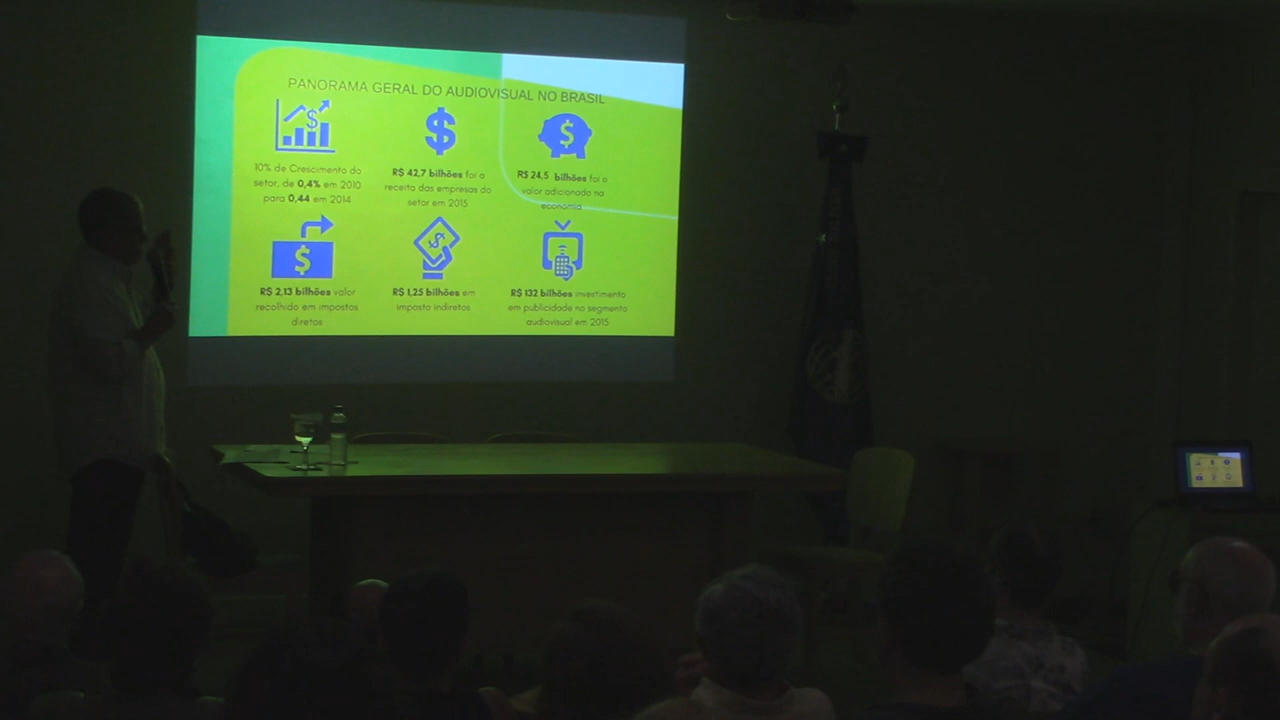 PANORAMA GERAL DO AUDIOVISUAL NO BRASIL
10% de Crescimento do
setor, de 0,4% em 2010
para 0,44 em 2014
R$ 42,7 bilhões foi a
receita das empresas do
setor em 2015
R$ 24,5 bilhões foi o
valor adicionado na
economia
R$ 2,13 bilhões valor
recolhido em impostos
diretos
R$ 1,25 bilhões em
imposto indiretos
R$ 132 bilhões investimento
em publicidade no segmento
audiovisual em 2015